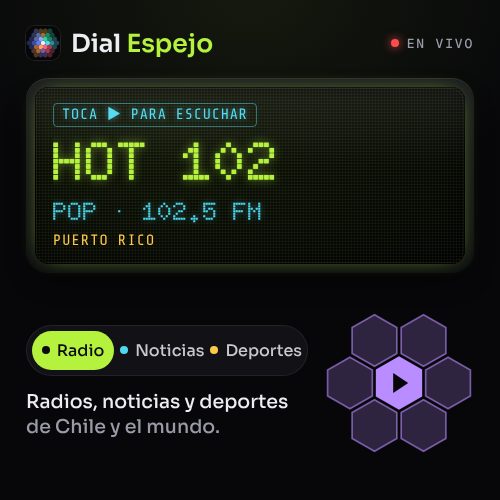 Dial Espejo
EN VIVO
TOCA ▶ PARA ESCUCHAR
HOT 102
POP · 102.5 FM
PUERTO RICO
Radio Noticias Deportes
Radios, noticias y deportes
de Chile y el mundo.